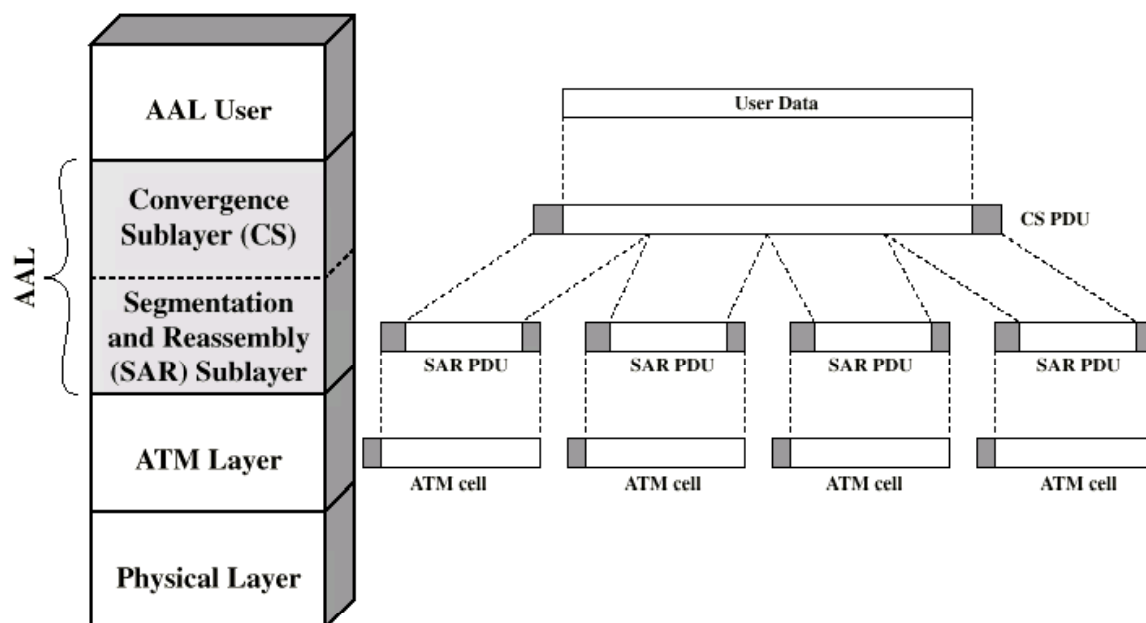 AAL User
Convergence
Sublayer (CS)
AAL
Segmentation
and Reassembly
(SAR) Sublayer
ATM Layer
Physical Layer
User Data
CS PDU
SAR PDU
SAR PDU
SAR PDU
SAR PDU
ATM cell
ATM cell
ATM cell
ATM cell